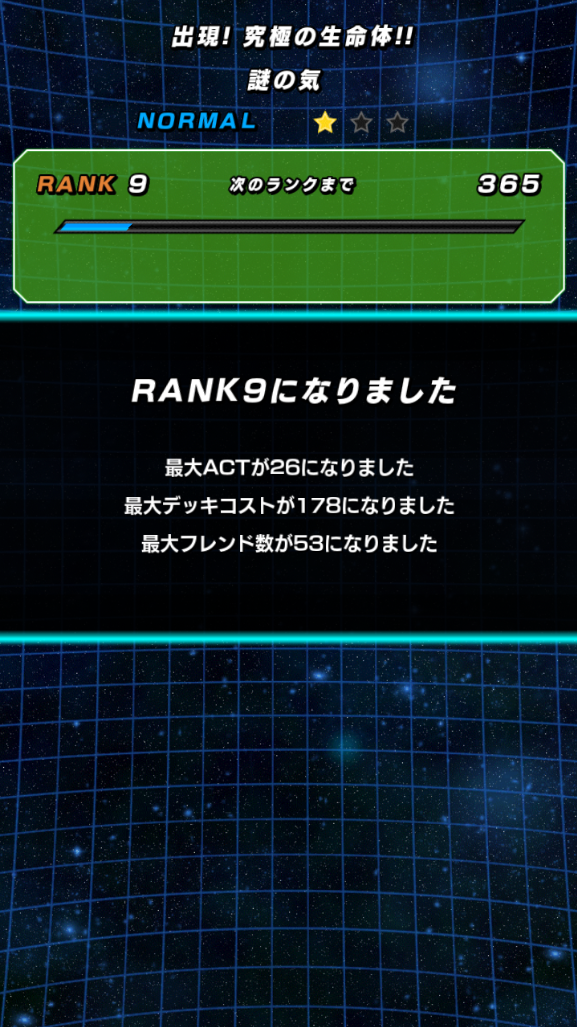 出現! 究極の生命体!!
謎の気
NORMAL
RANK 9 次のランクまで 365
RANK9になりました
最大ACTが26になりました
最大デッキコストが178になりました
最大フレンド数が53になりました